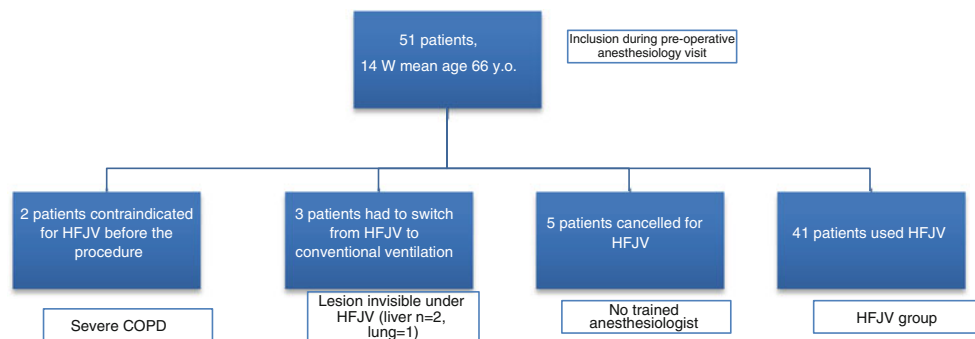 51 patients,
14 W mean age 66 y.o.
Inclusion during pre-operative
anesthesiology visit
2 patients contraindicated
for HFJV before the
procedure
3 patients had to switch
from HFJV to
conventional ventilation
5 patients cancelled for
HFJV
41 patients used HFJV
Severe COPD
Lesion invisible under
HFJV (liver n=2,
lung=1)
No trained
anesthesiologist
HFJV group